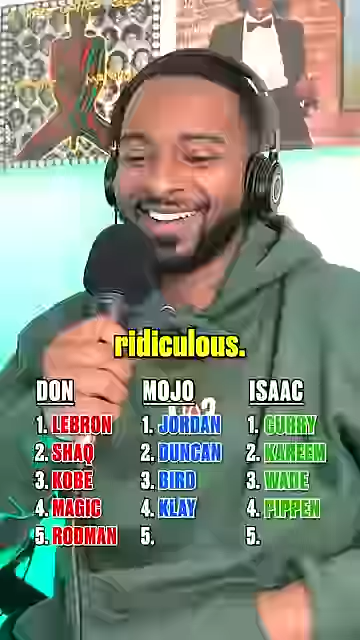 ridiculous.
DON
1. LEBRON
2. SHAQ
3. KOBE
4. MAGIC
5. RODMAN
MOJO
1. JORDAN
2. DUNCAN
3. BIRD
4. KLAY
5.
ISAAC
1. CURRY
2. KAREEM
3. WADE
4. PIPPEN
5.